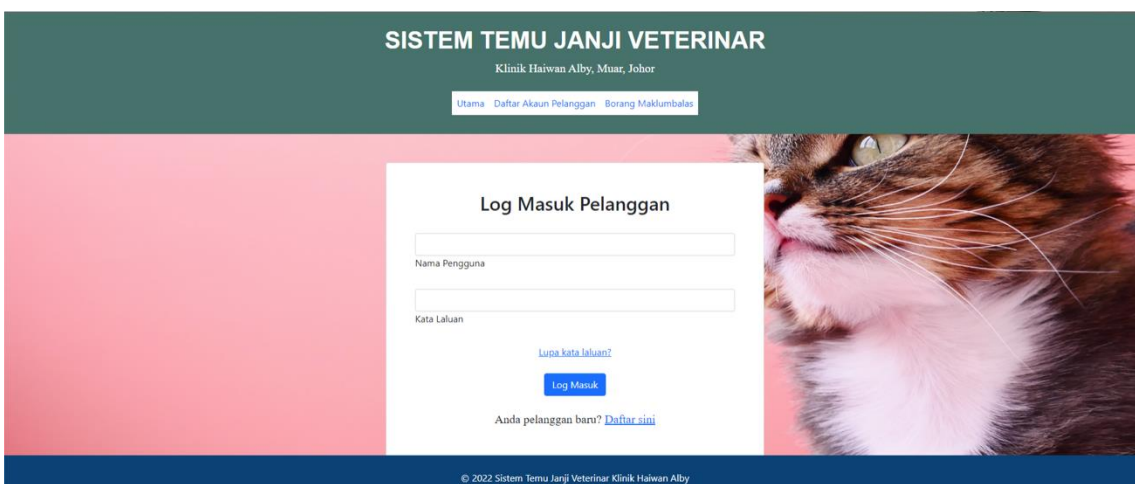 SISTEM TEMU JANJI VETERINAR
Klinik Haiwan Alby, Muar, Johor
Utama Daftar Akaun Pelanggan Borang Maklumbalas
Log Masuk Pelanggan
Nama Pengguna
Kata Laluan
Lupa kata laluan?
Log Masuk
Anda pelanggan baru? Daftar sini
© 2022 Sistem Temu Janji Veterinar Klinik Haiwan Alby